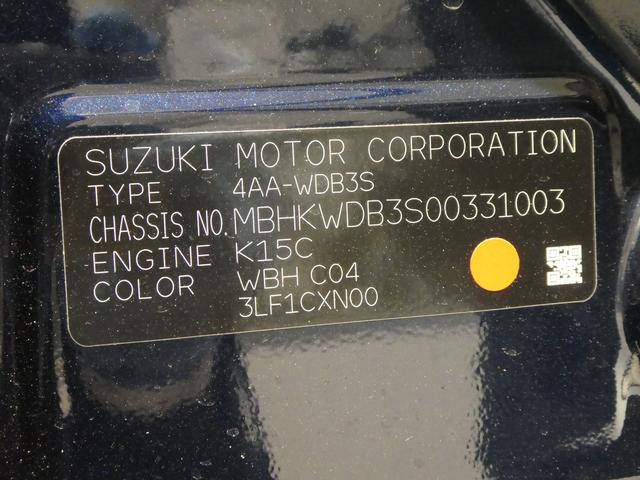 SUZUKI MOTOR CORPORATION
TYPE 4AA-WDB3S
CHASSIS NO. MBHKWDB3S00331003
ENGINE K15C
COLOR WBH C04
3LF1CXN00